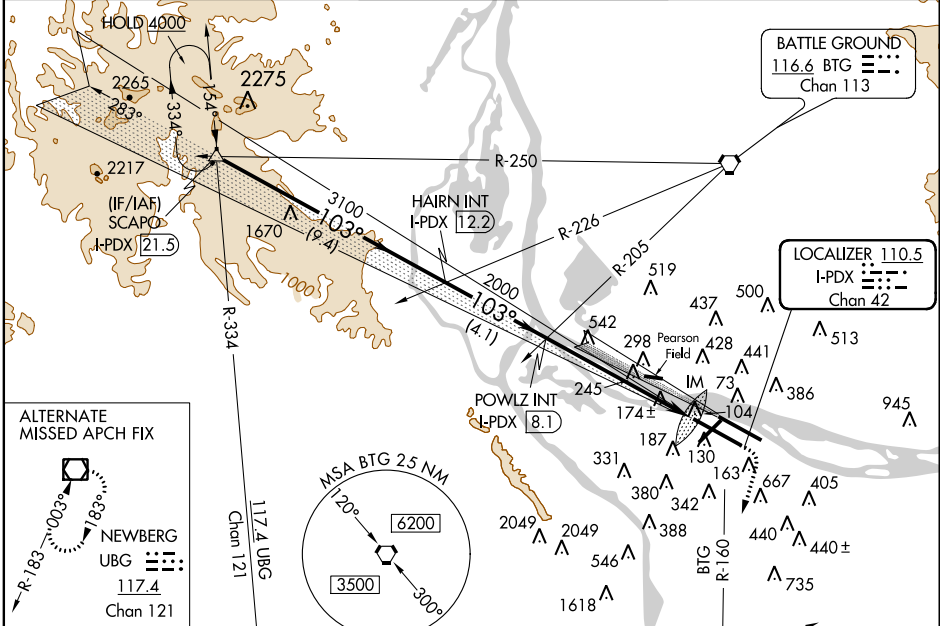 HOLD 4000
2265
2275
154°
334°
283°
2217
(IF/IAF)
SCAPO
I-PDX 21.5
1670
1000
3100
103°
(9.4)
HAIRN INT
I-PDX 12.2
2000
103°
(4.1)
R-250
R-226
R-205
R-334
BATTLE GROUND
116.6 BTG
Chan 113
LOCALIZER 110.5
I-PDX
Chan 42
519
437
500
513
542
298
Pearson
Field
428
441
245
IM
73
386
POWLZ INT
I-PDX 8.1
174±
104
945
187
130
163
331
380
342
667
405
388
440
440±
2049
2049
546
735
1618
BTG
R-160
117.4 UBG
Chan 121
MSA BTG 25 NM
120°
6200
3500
300°
ALTERNATE
MISSED APCH FIX
003°
183°
R-183
NEWBERG
UBG
117.4
Chan 121